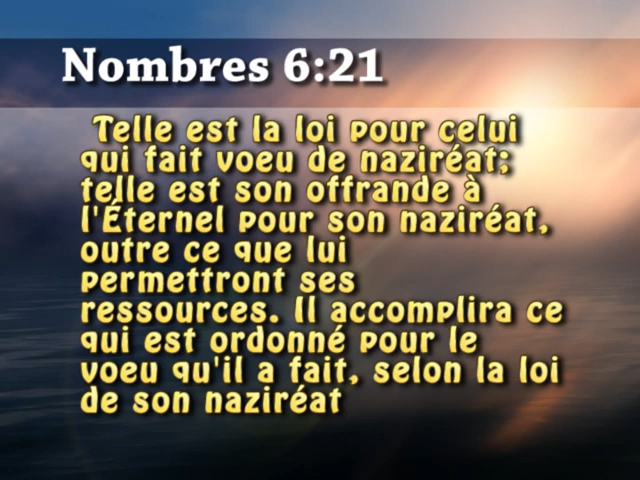 Nombres 6:21
Telle est la loi pour celui
qui fait voeu de naziréat;
telle est son offrande à
l'Éternel pour son naziréat,
outre ce que lui
permettront ses
ressources. Il accomplira ce
qui est ordonné pour le
voeu qu'il a fait, selon la loi
de son naziréat